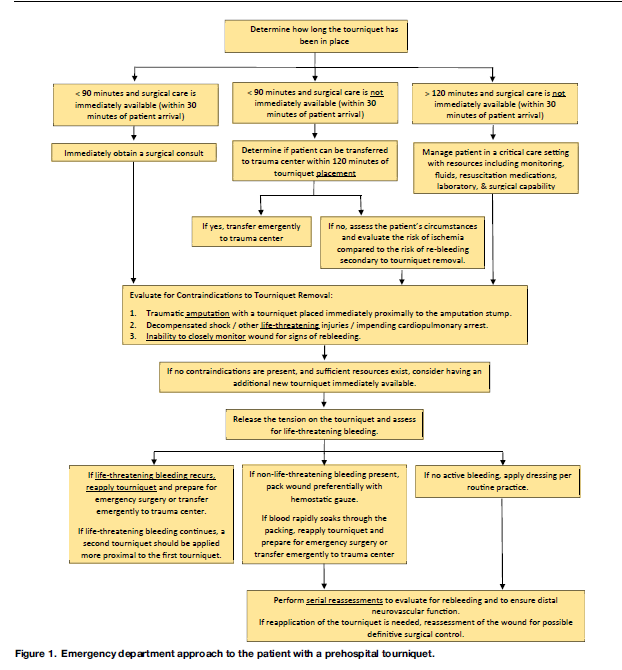 Determine how long the tourniquet has
been in place
< 90 minutes and surgical care is
immediately available (within 30
minutes of patient arrival)
< 90 minutes and surgical care is not
immediately available (within 30
minutes of patient arrival)
> 120 minutes and surgical care is not
immediately available (within 30
minutes of patient arrival)
Immediately obtain a surgical consult
Determine if patient can be transferred
to trauma center within 120 minutes of
tourniquet placement
Manage patient in a critical care setting
with resources including monitoring,
fluids, resuscitation medications,
laboratory, & surgical capability
If yes, transfer emergently
to trauma center
If no, assess the patient's circumstances
and evaluate the risk of ischemia
compared to the risk of re-bleeding
secondary to tourniquet removal.
Evaluate for Contraindications to Tourniquet Removal:
1. Traumatic amputation with a tourniquet placed immediately proximally to the amputation stump.
2. Decompensated shock / other life-threatening injuries / impending cardiopulmonary arrest.
3. Inability to closely monitor wound for signs of rebleeding.
If no contraindications are present, and sufficient resources exist, consider having an
additional new tourniquet immediately available.
Release the tension on the tourniquet and assess
for life-threatening bleeding.
If life-threatening bleeding recurs,
reapply tourniquet and prepare for
emergency surgery or transfer
emergently to trauma center.
If life-threatening bleeding continues, a
second tourniquet should be applied
more proximal to the first tourniquet.
If non-life-threatening bleeding present,
pack wound preferentially with
hemostatic gauze.
If blood rapidly soaks through the
packing, reapply tourniquet and
prepare for emergency surgery or
transfer emergently to trauma center
If no active bleeding, apply dressing per
routine practice.
Perform serial reassessments to evaluate for rebleeding and to ensure distal
neurovascular function.
If reapplication of the tourniquet is needed, reassessment of the wound for possible
definitive surgical control.
Figure 1. Emergency department approach to the patient with a prehospital tourniquet.